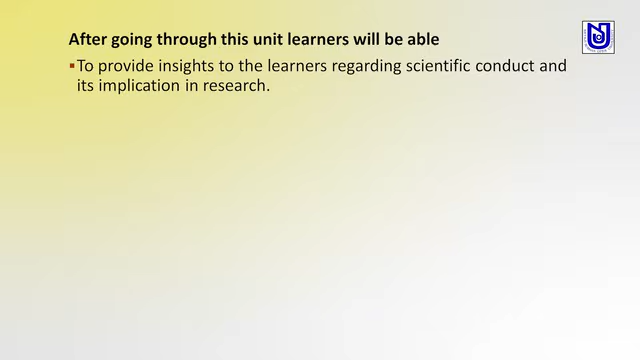 After going through this unit learners will be able
▪To provide insights to the learners regarding scientific conduct and
its implication in research.